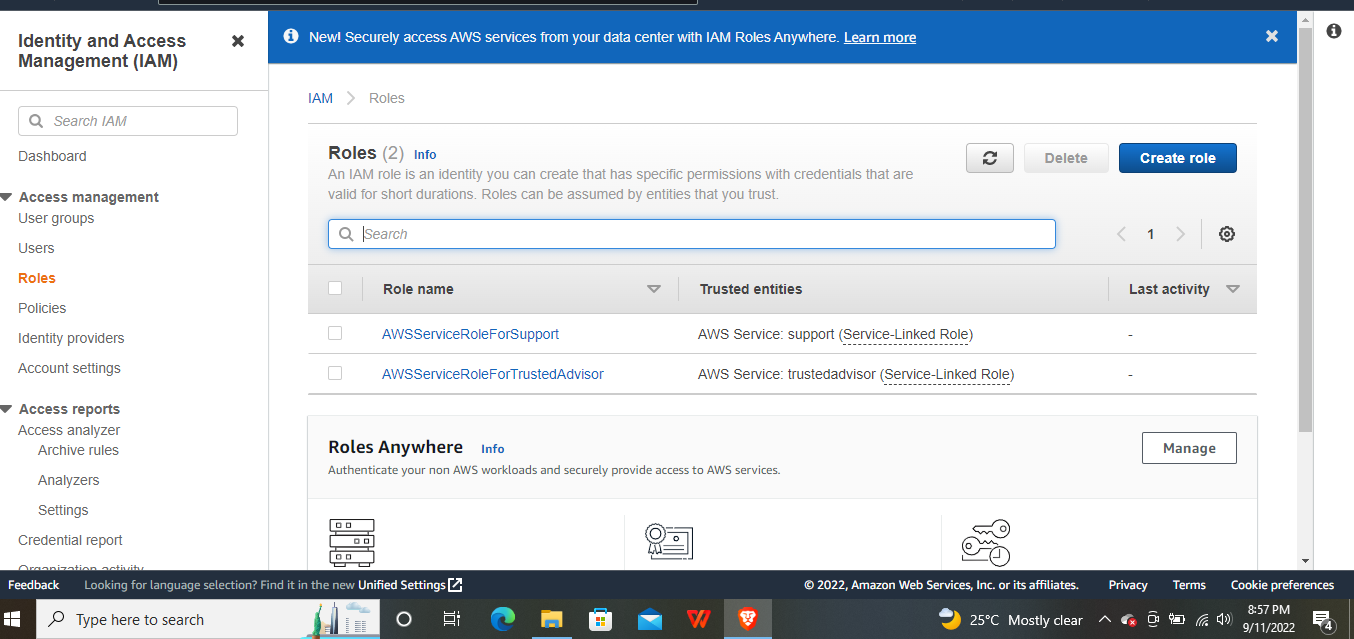 Identity and Access
Management (IAM)
Search IAM
Dashboard
Access management
User groups
Users
Roles
Policies
Identity providers
Account settings
Access reports
Access analyzer
Archive rules
Analyzers
Settings
Credential report
Organization activity
New! Securely access AWS services from your data center with IAM Roles Anywhere. Learn more
IAM Roles
Roles (2) Info
An IAM role is an identity you can create that has specific permissions with credentials that are
valid for short durations. Roles can be assumed by entities that you trust.
Delete
Create role
Search
1
Role name Trusted entities Last activity
AWSServiceRoleForSupport AWS Service: support (Service-Linked Role) -
AWSServiceRoleForTrustedAdvisor AWS Service: trustedadvisor (Service-Linked Role) -
Roles Anywhere Info
Authenticate your non AWS workloads and securely provide access to AWS services.
Manage
Feedback Looking for language selection? Find it in the new Unified Settings © 2022, Amazon Web Services, Inc. or its affiliates. Privacy Terms Cookie preferences
Type here to search
25°C Mostly clear
8:57 PM
9/11/2022
4